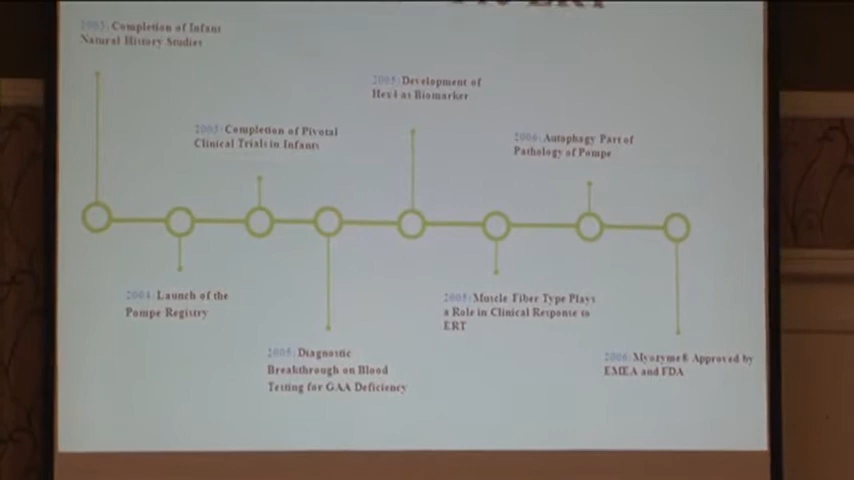 ERT
2003: Completion of Infant
Natural History Studies
2004: Launch of the
Pompe Registry
2005: Completion of Pivotal
Clinical Trials in Infants
2005: Diagnostic
Breakthrough on Blood
Testing for GAA Deficiency
2005: Development of
Hex4 as Biomarker
2005: Muscle Fiber Type Plays
a Role in Clinical Response to
ERT
2006: Autophagy Part of
Pathology of Pompe
2006: Myozyme® Approved by
EMEA and FDA